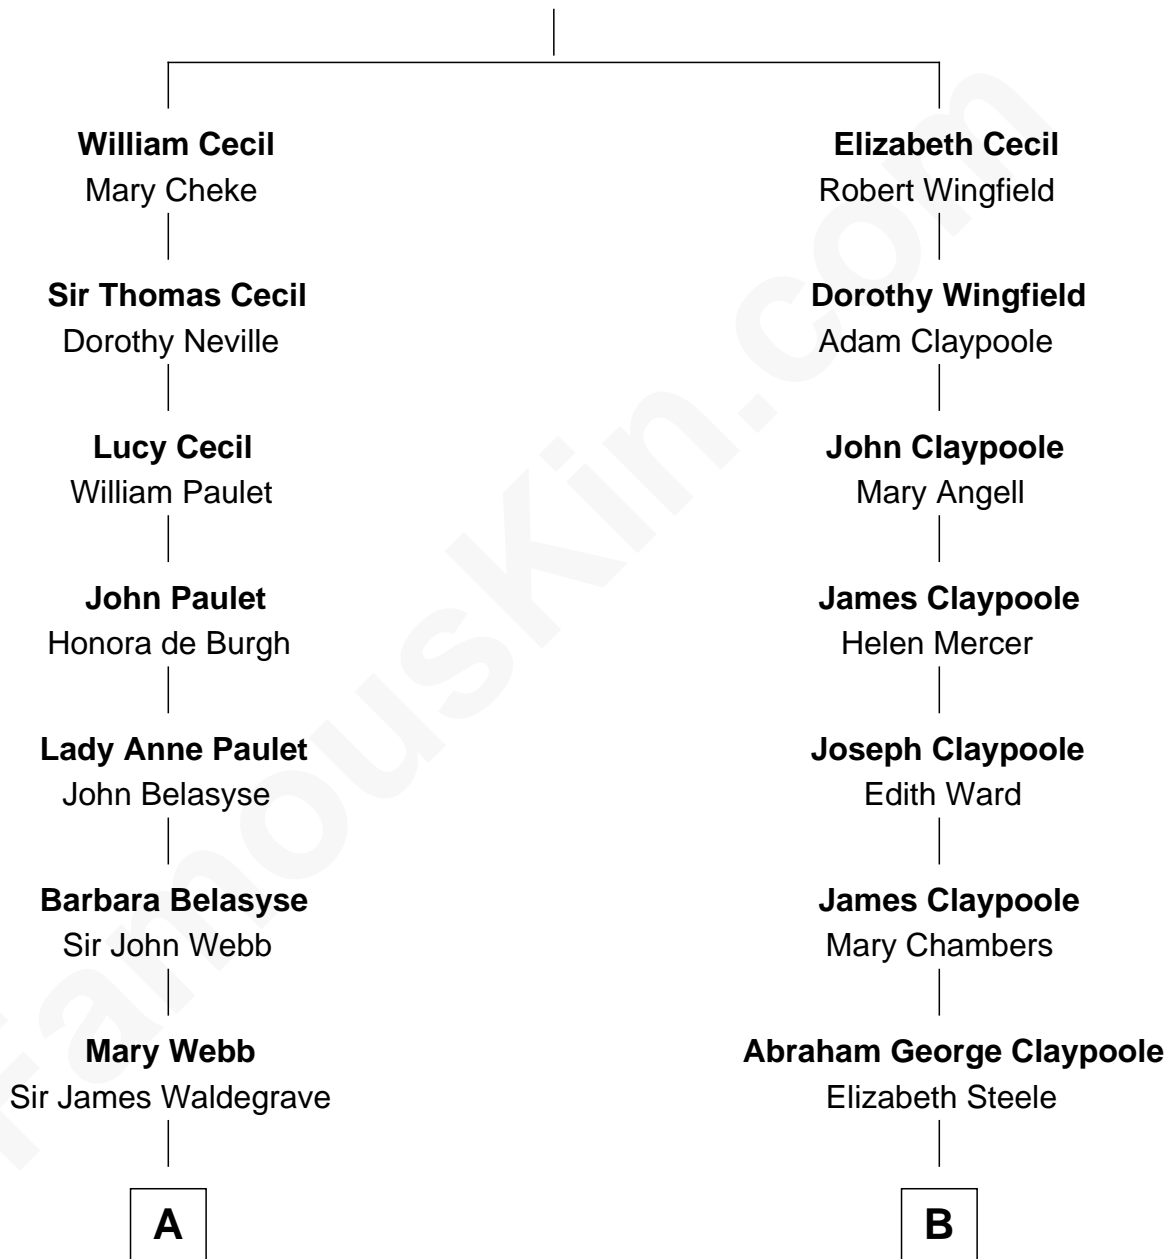 William Cecil
Mary Cheke
Sir Thomas Cecil
Dorothy Neville
Lucy Cecil
William Paulet
John Paulet
Honora de Burgh
Lady Anne Paulet
John Belasyse
Barbara Belasyse
Sir John Webb
Mary Webb
Sir James Waldegrave
A
Elizabeth Cecil
Robert Wingfield
Dorothy Wingfield
Adam Claypoole
John Claypoole
Mary Angell
James Claypoole
Helen Mercer
Joseph Claypoole
Edith Ward
James Claypoole
Mary Chambers
Abraham George Claypoole
Elizabeth Steele
B
FamousKin.com